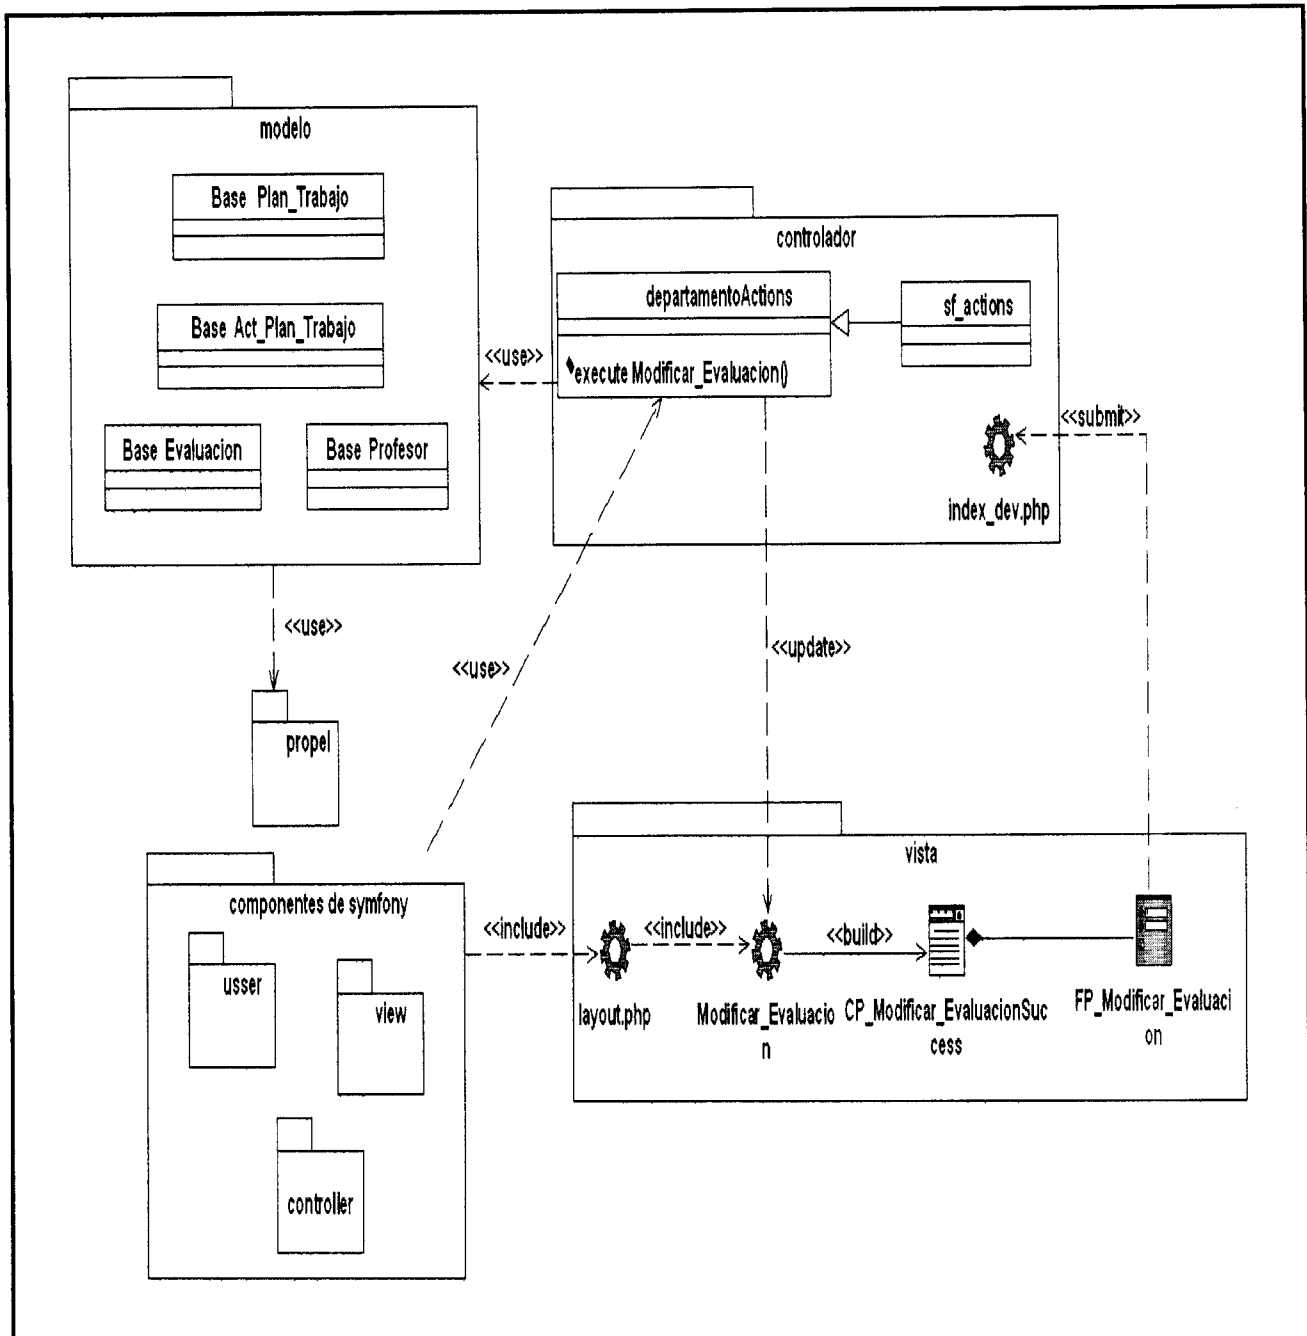 modelo
Base Plan_Trabajo
Base Act_Plan_Trabajo
Base Evaluacion
Base Profesor
<<use>>
controlador
departamentoActions
execute Modificar_Evaluacion()
sf_actions
<<submit>>
index_dev.php
<<use>>
propel
<<use>>
<<update>>
componentes de symfony
usser
view
controller
<<include>>
vista
layout.php
<<include>>
Modificar_Evaluacio
n
<<build>>
CP_Modificar_EvaluacionSuc
cess
FP_Modificar_Evaluaci
on